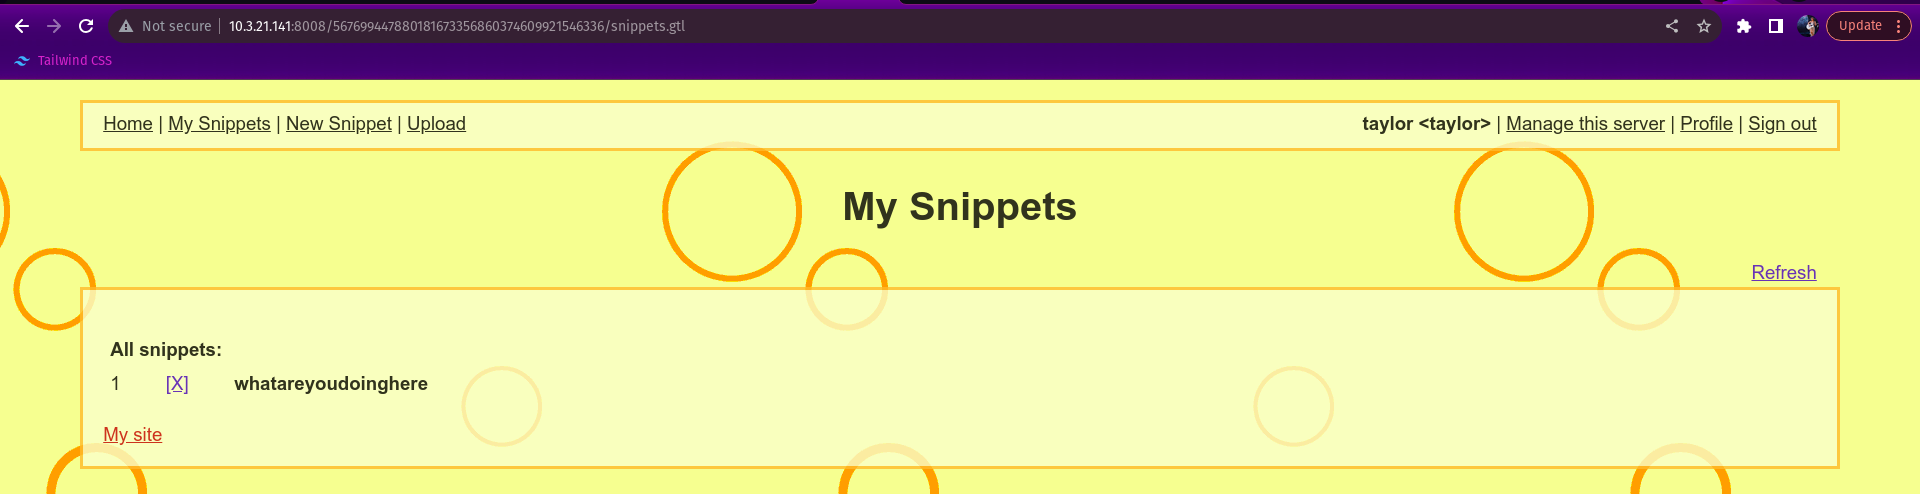 Not secure | 10.3.21.141:8008/567699447880181673356860374609921546336/snippets.gtl
Update
Tailwind CSS
Home | My Snippets | New Snippet | Upload
taylor <taylor> | Manage this server | Profile | Sign out
My Snippets
Refresh
All snippets:
1 [X] whatareyoudoinghere
My site